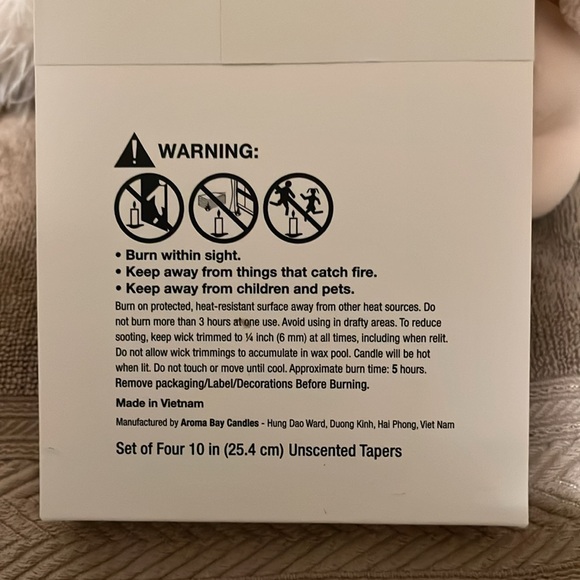 WARNING:
• Burn within sight.
• Keep away from things that catch fire.
• Keep away from children and pets.
Burn on protected, heat-resistant surface away from other heat sources. Do
not burn more than 3 hours at one use. Avoid using in drafty areas. To reduce
sooting, keep wick trimmed to ¼ inch (6 mm) at all times, including when relit.
Do not allow wick trimmings to accumulate in wax pool. Candle will be hot
when lit. Do not touch or move until cool. Approximate burn time: 5 hours.
Remove packaging/Label/Decorations Before Burning.
Made in Vietnam
Manufactured by Aroma Bay Candles - Hung Dao Ward, Duong Kinh, Hai Phong, Viet Nam
Set of Four 10 in (25.4 cm) Unscented Tapers